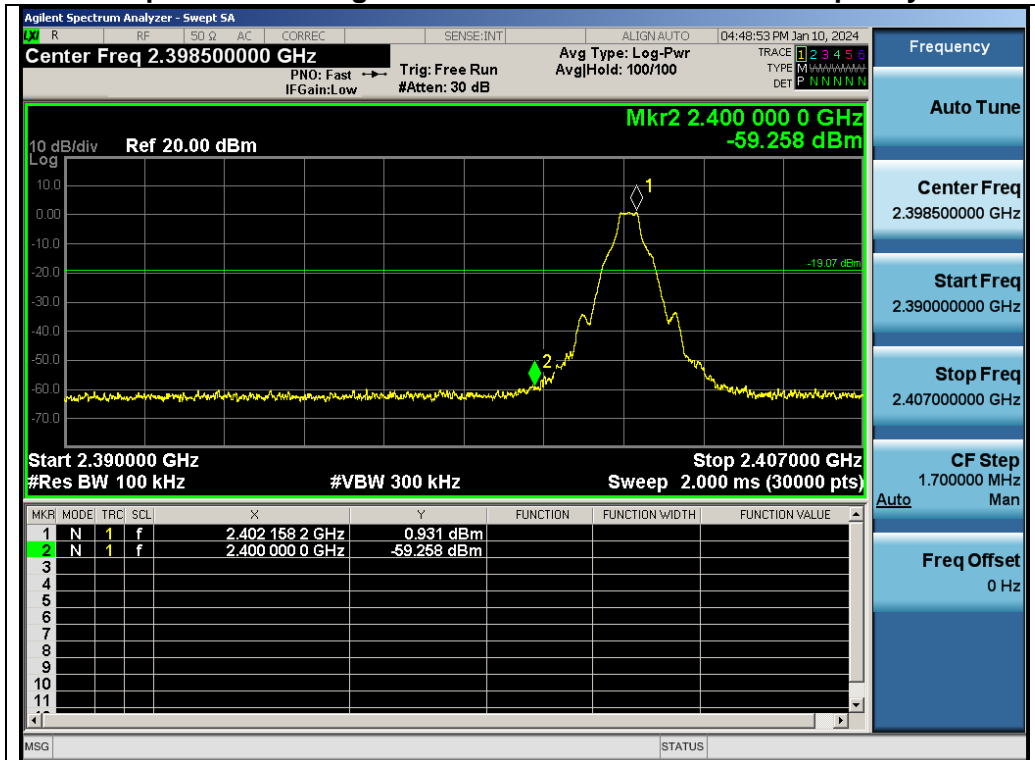 Agilent Spectrum Analyzer - Swept SA
LXI R RF 50 Ω AC CORREC SENSE:INT ALIGN AUTO 04:48:53 PM Jan 10, 2024
Center Freq 2.398500000 GHz
PNO: Fast
IFGain:Low
Trig: Free Run
#Atten: 30 dB
Avg Type: Log-Pwr
Avg|Hold: 100/100
TRACE 1 2 3 4 5 6
TYPE M WWWWW
DET P N N N N N
Mkr2 2.400 000 0 GHz
-59.258 dBm
10 dB/div Ref 20.00 dBm
Log
10.0
0.00
-10.0
-20.0
-30.0
-40.0
-50.0
-60.0
-70.0
1
-19.07 dBm
2
Start 2.390000 GHz Stop 2.407000 GHz
#Res BW 100 kHz #VBW 300 kHz Sweep 2.000 ms (30000 pts)
MKR MODE TRC SCL X Y FUNCTION FUNCTION WIDTH FUNCTION VALUE
1 N 1 f 2.402 158 2 GHz 0.931 dBm
2 N 1 f 2.400 000 0 GHz -59.258 dBm
3
4
5
6
7
8
9
10
11
MSG STATUS
Frequency
Auto Tune
Center Freq
2.398500000 GHz
Start Freq
2.390000000 GHz
Stop Freq
2.407000000 GHz
CF Step
1.700000 MHz
Auto Man
Freq Offset
0 Hz